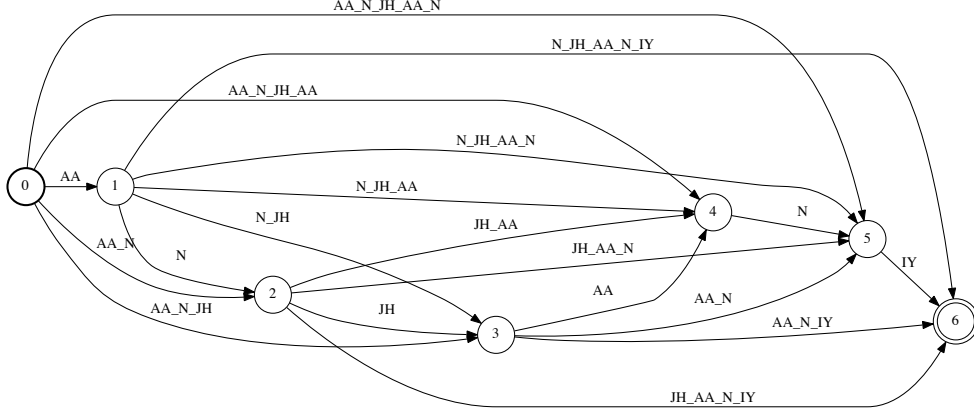 AA_N_JH_AA_N
N_JH_AA_N_IY
AA_N_JH_AA
N_JH_AA_N
0
AA
1
N_JH_AA
N_JH
JH_AA
4
N
5
AA_N
N
JH_AA_N
IY
2
AA
AA_N
AA_N_JH
JH
3
AA_N_IY
6
JH_AA_N_IY